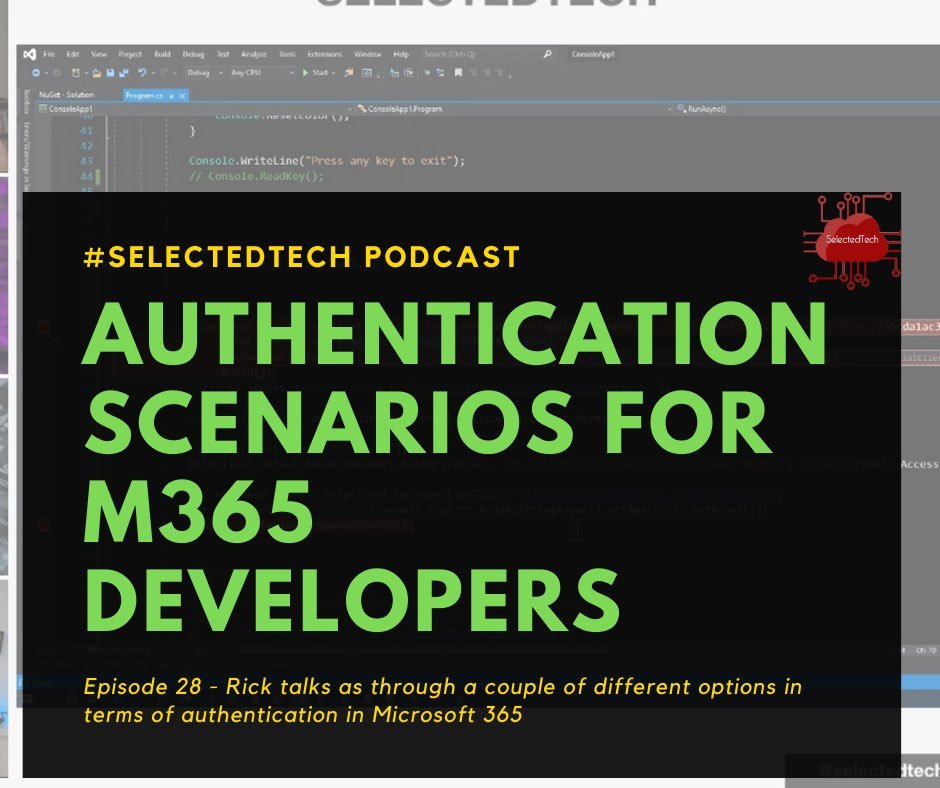 SELECTEDTECH
File Edit View Project Build Debug Test Analyze Tools Extensions Window Help Search (Ctrl+Q) ConsoleApp1
Debug Any CPU Start
NuGet - Solution Program.cs
ConsoleApp1 ConsoleApp1.Program RunAsync()
Console.ResetColor();
41 }
42
43 Console.WriteLine("Press any key to exit");
44 // Console.ReadKey();
#SELECTEDTECH PODCAST
SelectedTech
AUTHENTICATION
SCENARIOS FOR
M365
DEVELOPERS
Episode 28 - Rick talks as through a couple of different options in
terms of authentication in Microsoft 365
@selectedtech